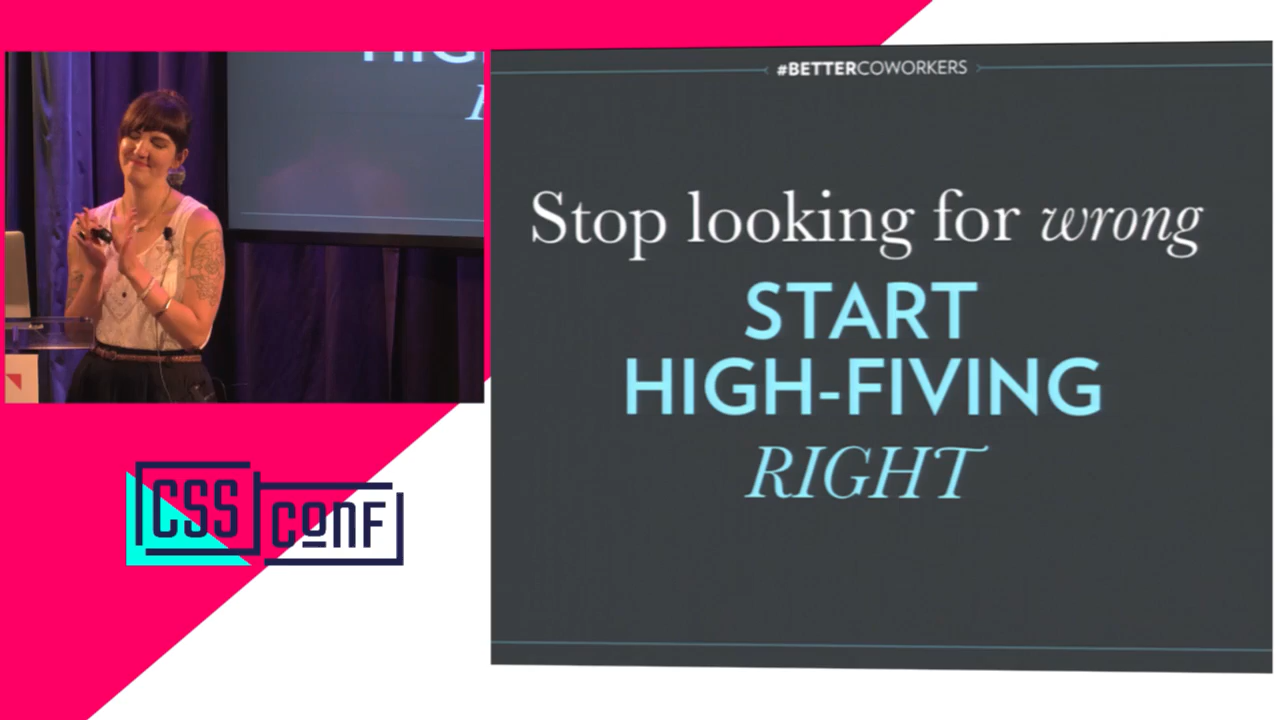 #BETTERCOWORKERS
Stop looking for wrong
START
HIGH-FIVING
RIGHT
CSS
CONF